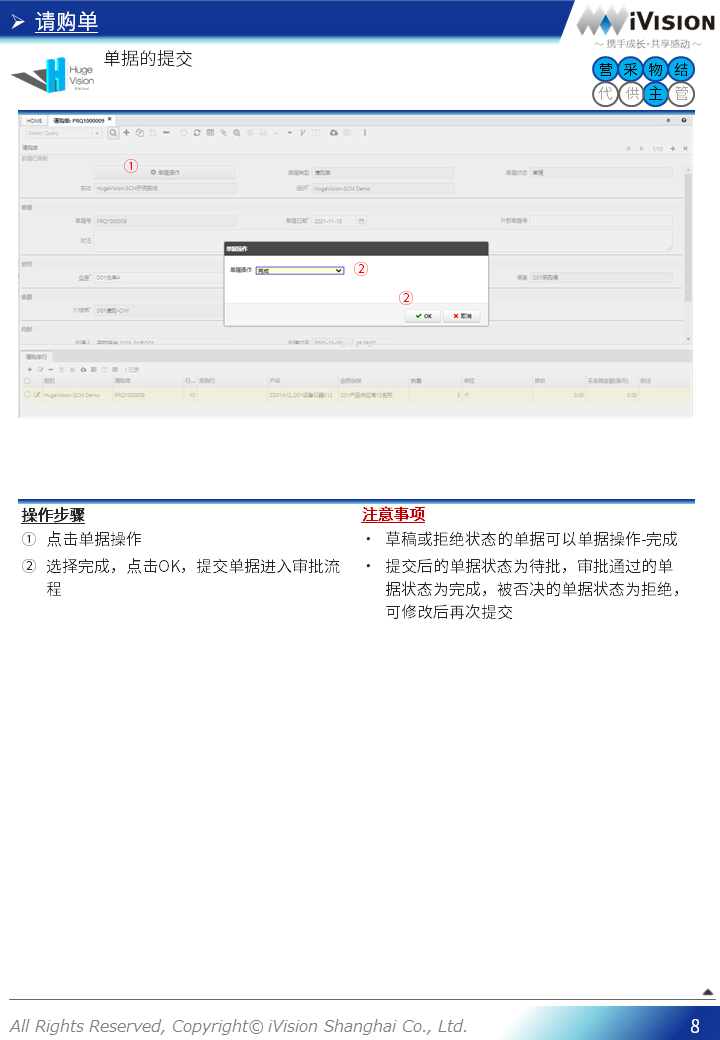 请购单
iVISION
～ 携手成长·共享感动 ～
Huge
Vision
单据的提交
营 采 物 结
代 供 主 管
HOME 请购单: PRQ1000009
Select Query
1/10
请购单
① 单据操作 单据类型 请购单 单据状态 草稿
实体 HugeVision-SCM示例实体 组织 HugeVision-SCM Demo
单据
单据号 PRQ1000009 单据日期 2021-11-10 外部单据号
附注
交付
仓库 D01仓库A D01采购课
金额
价格表 D01请购-CNY
内部
单据操作
单据操作 完成 ②
②
OK 取消
请购单行
1 记录
组织 请购单 行... 采购行 产品 业务伙伴 数量 单位 单价 附注
HugeVision-SCM Demo PRQ1000009 10 SD01A12_D01设备仪器012 D01产品供应商12名称 5 个 0.00 0.00
操作步骤
① 点击单据操作
② 选择完成，点击OK，提交单据进入审批流
程
注意事项
· 草稿或拒绝状态的单据可以单据操作-完成
· 提交后的单据状态为待批，审批通过的单
据状态为完成，被否决的单据状态为拒绝，
可修改后再次提交
All Rights Reserved, Copyright© iVision Shanghai Co., Ltd.
8